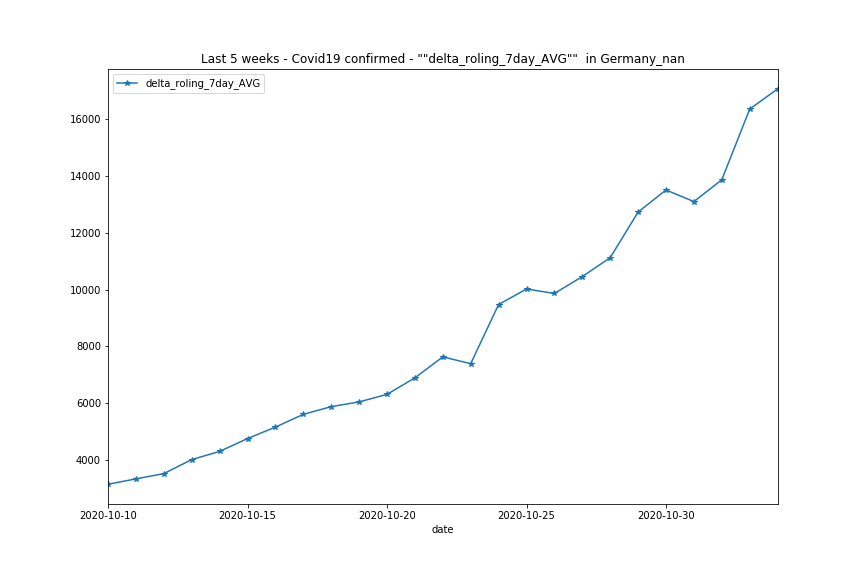 Last 5 weeks - Covid19 confirmed - ""delta_roling_7day_AVG""  in Germany_nan
delta_roling_7day_AVG
16000
14000
12000
10000
8000
6000
4000
2020-10-10 2020-10-15 2020-10-20 2020-10-25 2020-10-30
date